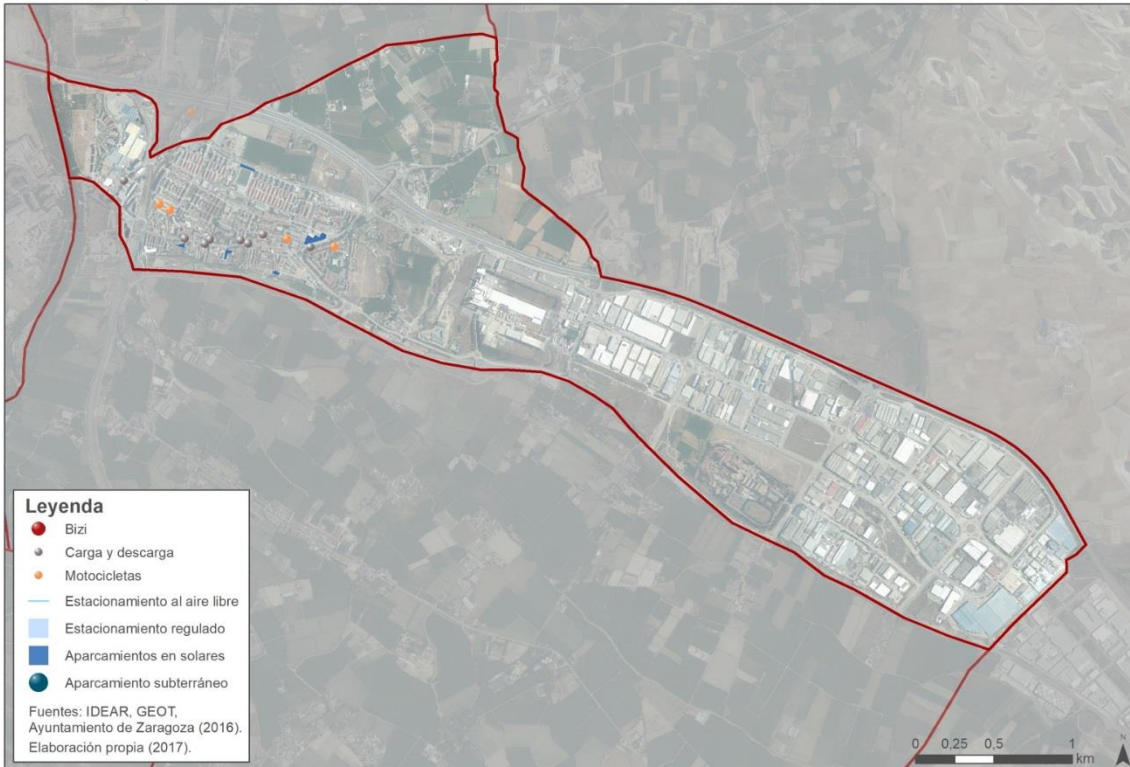 Leyenda
Bizi
Carga y descarga
Motocicletas
Estacionamiento al aire libre
Estacionamiento regulado
Aparcamientos en solares
Aparcamiento subterráneo
Fuentes: IDEAR, GEOT,
Ayuntamiento de Zaragoza (2016).
Elaboración propia (2017).
0 0,25 0,5 1
km
N